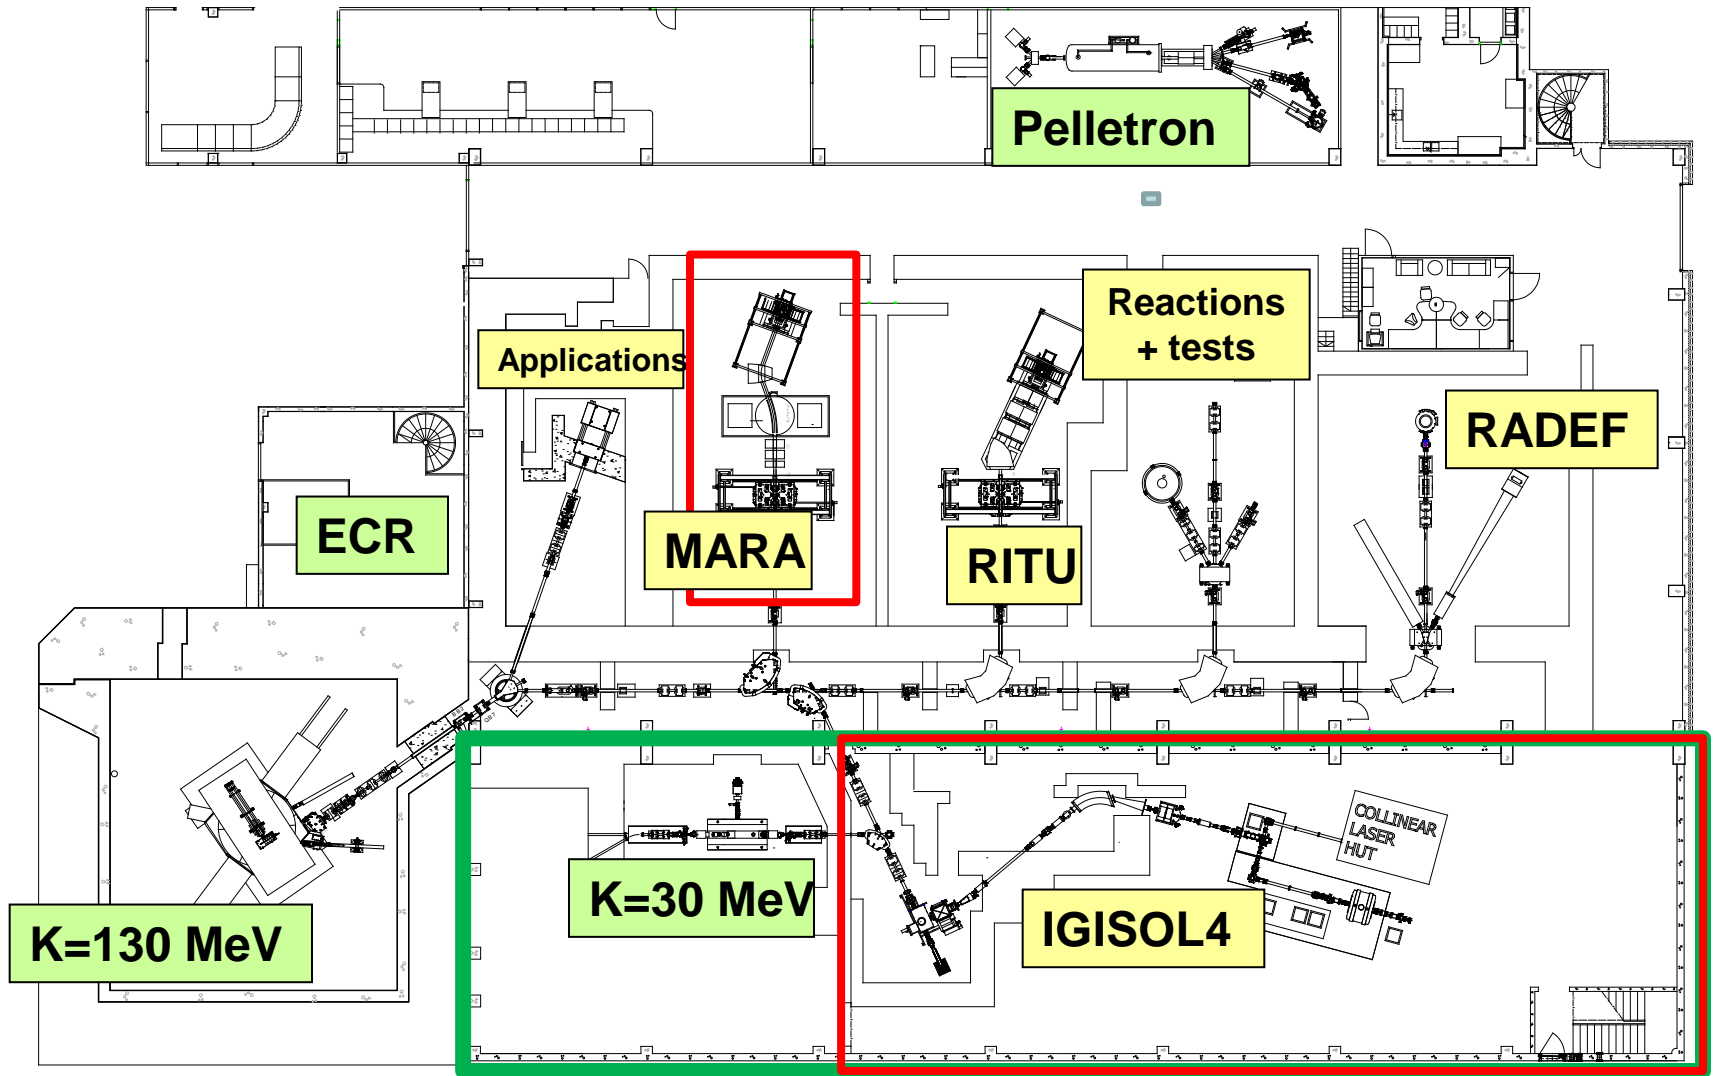 Pelletron
Reactions
+ tests
Applications
RADEF
ECR
MARA
RITU
COLLINEAR
LASER
HUT
K=30 MeV
IGISOL4
K=130 MeV